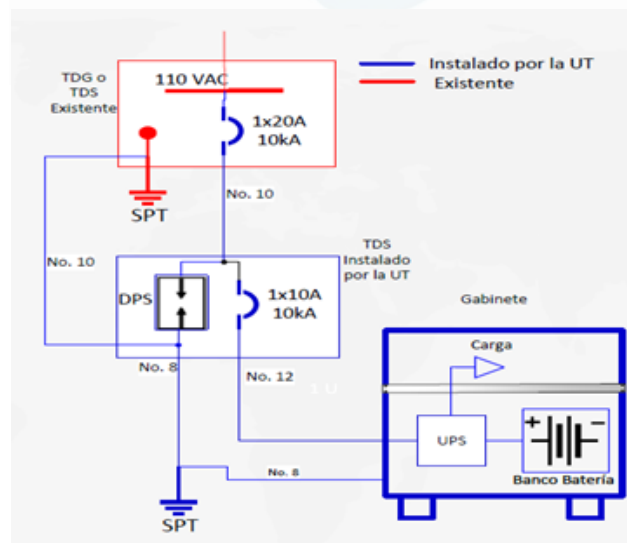 TDG o
TDS
Existente
110 VAC
1x20A
10kA
Instalado por la UT
Existente
SPT
No. 10
No. 10
TDS
Instalado
por la UT
DPS
1x10A
10kA
Gabinete
No. 8
No. 12
Carga
UPS
+
−
Banco Batería
No. 8
SPT